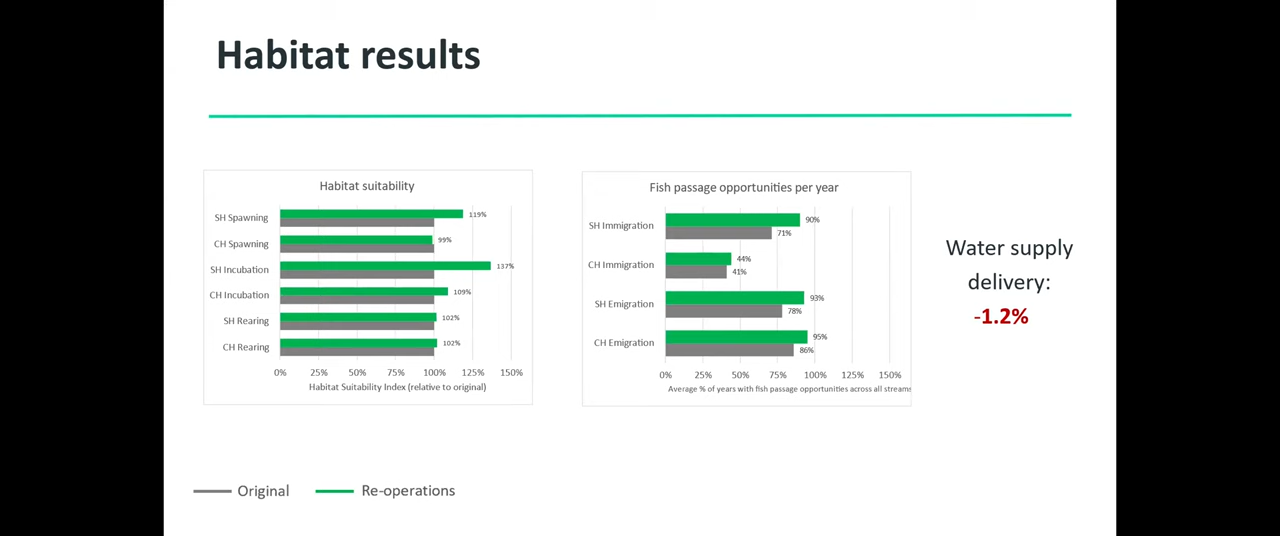 Habitat results
Habitat suitability
SH Spawning
119%
CH Spawning
99%
SH Incubation
137%
CH Incubation
109%
SH Rearing
102%
CH Rearing
102%
0% 25% 50% 75% 100% 125% 150%
Habitat Suitability Index (relative to original)
Fish passage opportunities per year
SH Immigration
90%
71%
CH Immigration
44%
41%
SH Emigration
93%
78%
CH Emigration
95%
86%
0% 25% 50% 75% 100% 125% 150%
Average % of years with fish passage opportunities across all streams
Water supply
delivery:
-1.2%
Original Re-operations